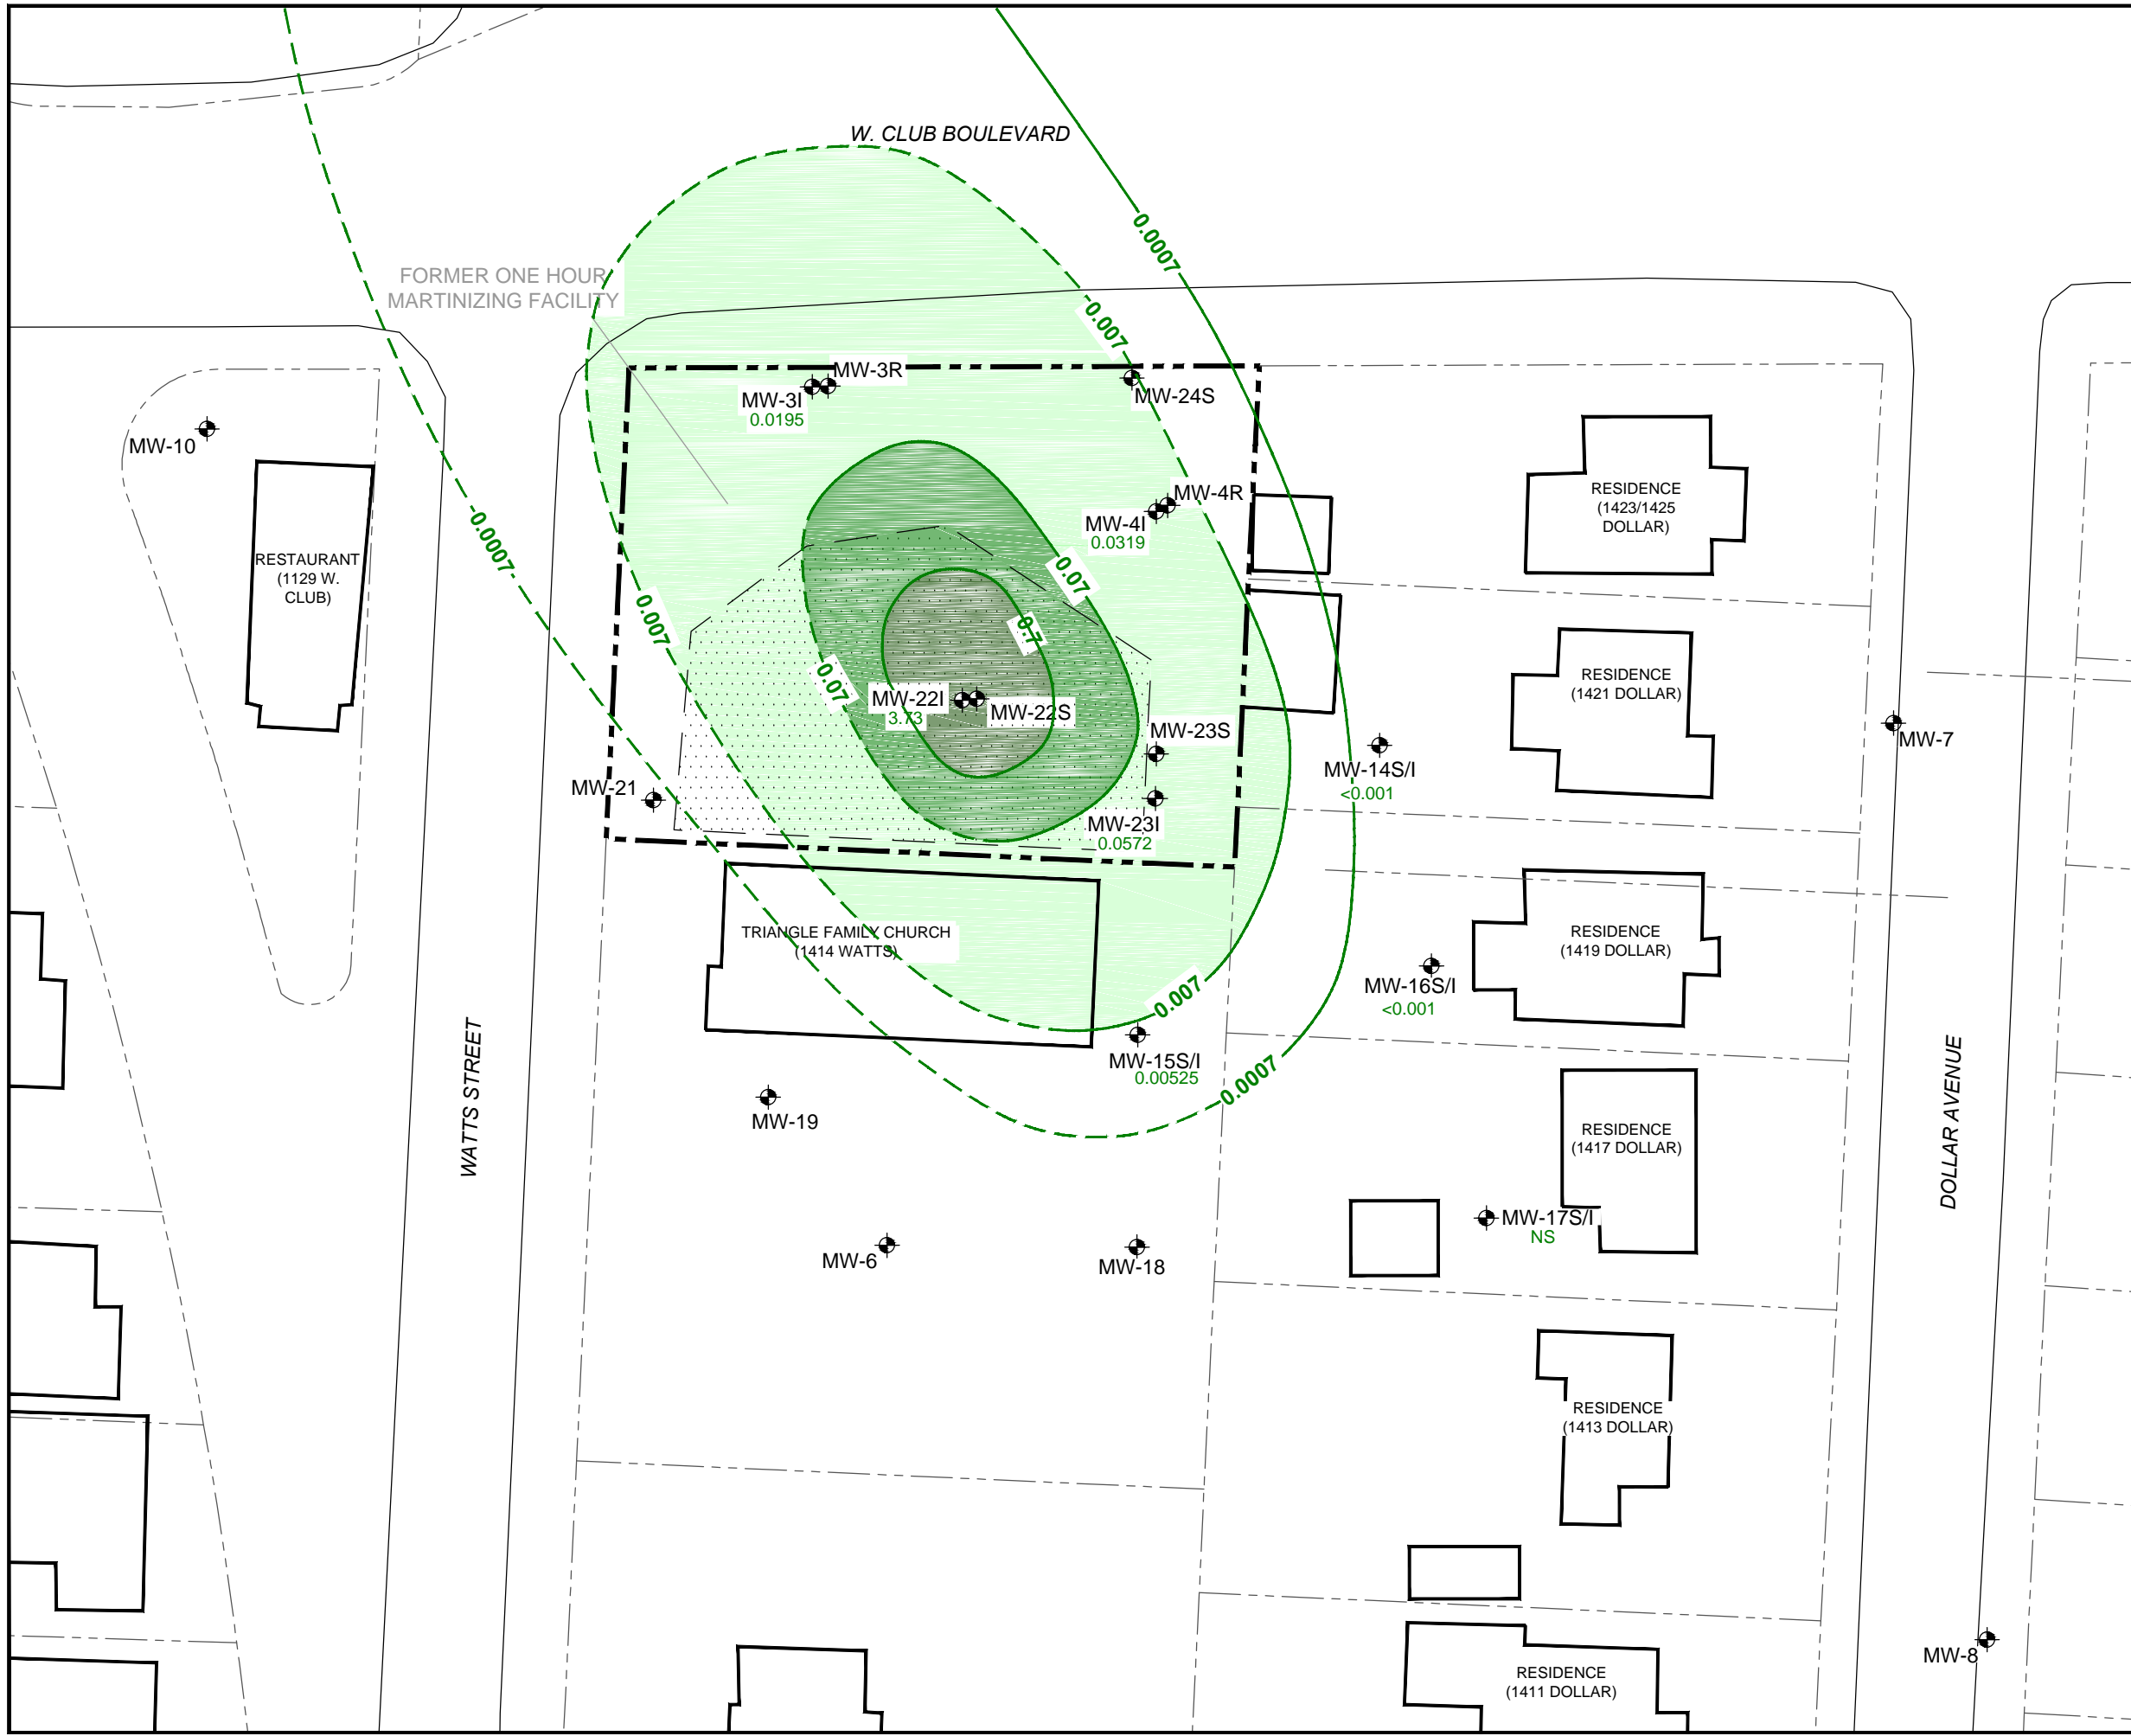 W. CLUB BOULEVARD
0.0007
FORMER ONE HOUR
MARTINIZING FACILITY
0.007
MW-3R
MW-3I
0.0195
MW-24S
MW-10
MW-4R
MW-4I
0.0319
0.0007
RESTAURANT
(1129 W.
CLUB)
RESIDENCE
(1423/1425
DOLLAR)
0.07
0.007
0.7
0.07
MW-22I
3.73
MW-22S
RESIDENCE
(1421 DOLLAR)
MW-23S
MW-7
MW-14S/I
<0.001
MW-21
MW-23I
0.0572
TRIANGLE FAMILY CHURCH
(1414 WATTS)
RESIDENCE
(1419 DOLLAR)
MW-16S/I
<0.001
0.007
MW-15S/I
0.00525
0.0007
WATTS STREET
DOLLAR AVENUE
MW-19
RESIDENCE
(1417 DOLLAR)
MW-17S/I
NS
MW-6
MW-18
RESIDENCE
(1413 DOLLAR)
MW-8
RESIDENCE
(1411 DOLLAR)